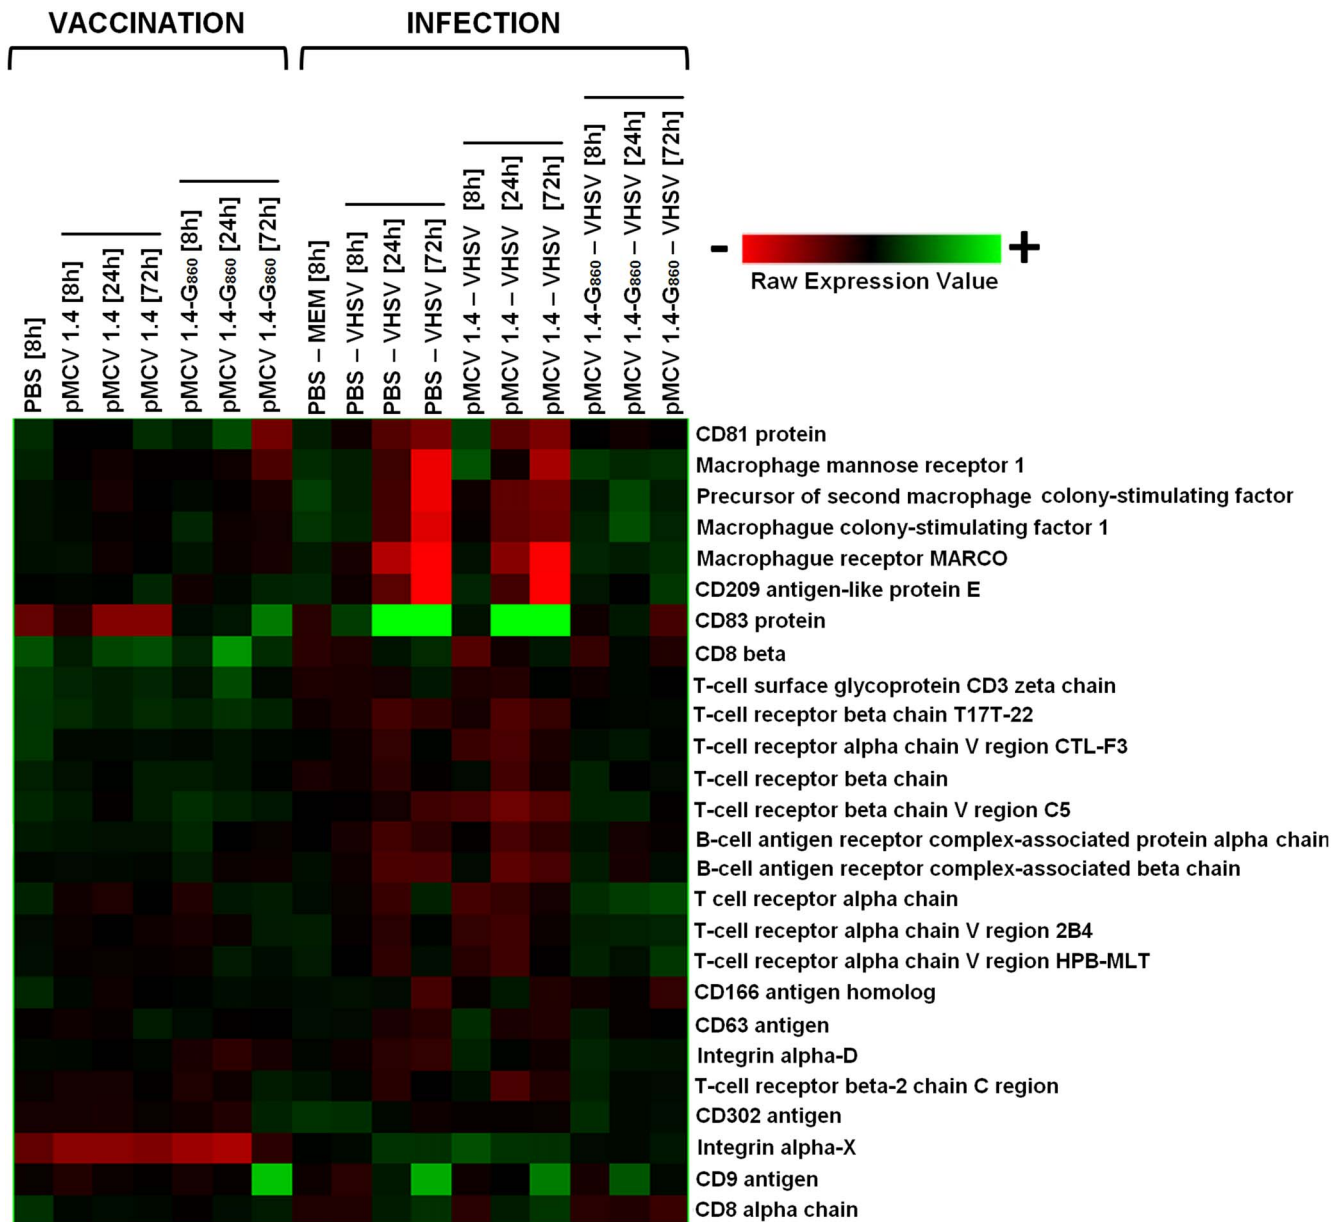 VACCINATION
INFECTION
PBS [8h]
pMCV 1.4 [8h]
pMCV 1.4 [24h]
pMCV 1.4 [72h]
pMCV 1.4-G860 [8h]
pMCV 1.4-G860 [24h]
pMCV 1.4-G860 [72h]
PBS – MEM [8h]
PBS – VHSV [8h]
PBS – VHSV [24h]
PBS – VHSV [72h]
pMCV 1.4 – VHSV [8h]
pMCV 1.4 – VHSV [24h]
pMCV 1.4 – VHSV [72h]
pMCV 1.4-G860 – VHSV [8h]
pMCV 1.4-G860 – VHSV [24h]
pMCV 1.4-G860 – VHSV [72h]
- +
Raw Expression Value
CD81 protein
Macrophage mannose receptor 1
Precursor of second macrophage colony-stimulating factor
Macrophague colony-stimulating factor 1
Macrophague receptor MARCO
CD209 antigen-like protein E
CD83 protein
CD8 beta
T-cell surface glycoprotein CD3 zeta chain
T-cell receptor beta chain T17T-22
T-cell receptor alpha chain V region CTL-F3
T-cell receptor beta chain
T-cell receptor beta chain V region C5
B-cell antigen receptor complex-associated protein alpha chain
B-cell antigen receptor complex-associated beta chain
T cell receptor alpha chain
T-cell receptor alpha chain V region 2B4
T-cell receptor alpha chain V region HPB-MLT
CD166 antigen homolog
CD63 antigen
Integrin alpha-D
T-cell receptor beta-2 chain C region
CD302 antigen
Integrin alpha-X
CD9 antigen
CD8 alpha chain